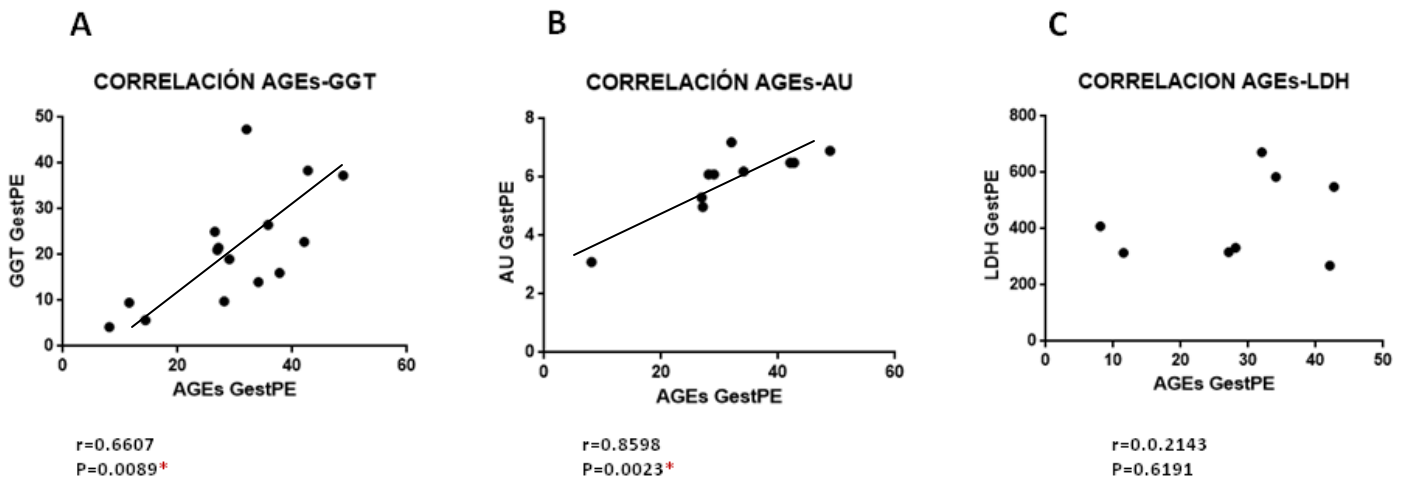 A
CORRELACIÓN AGEs-GGT
GGT GestPE
50
40
30
20
10
0
0 20 40 60
AGEs GestPE
r=0.6607
P=0.0089*
B
CORRELACIÓN AGEs-AU
AU GestPE
8
6
4
2
0
0 20 40 60
AGEs GestPE
r=0.8598
P=0.0023*
C
CORRELACION AGEs-LDH
LDH GestPE
800
600
400
200
0
0 10 20 30 40 50
AGEs GestPE
r=0.0.2143
P=0.6191